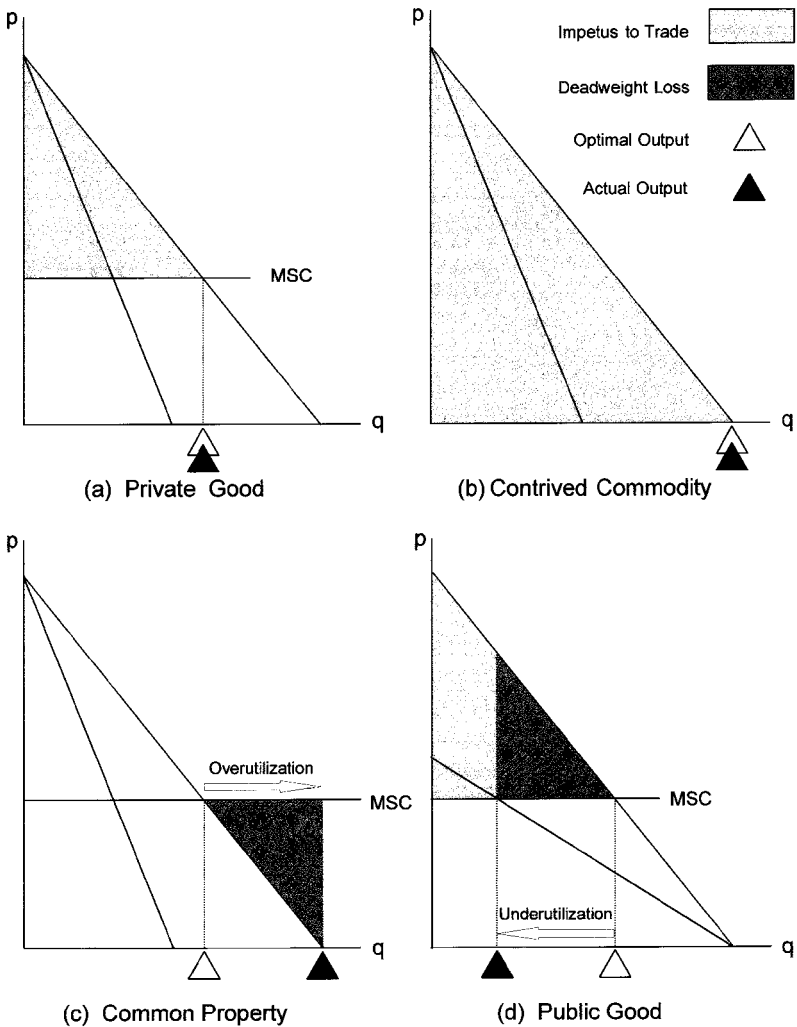 p
MSC
q
(a) Private Good
p
Impetus to Trade
Deadweight Loss
Optimal Output
Actual Output
q
(b) Contrived Commodity
p
Overutilization
MSC
q
(c) Common Property
p
MSC
Underutilization
q
(d) Public Good